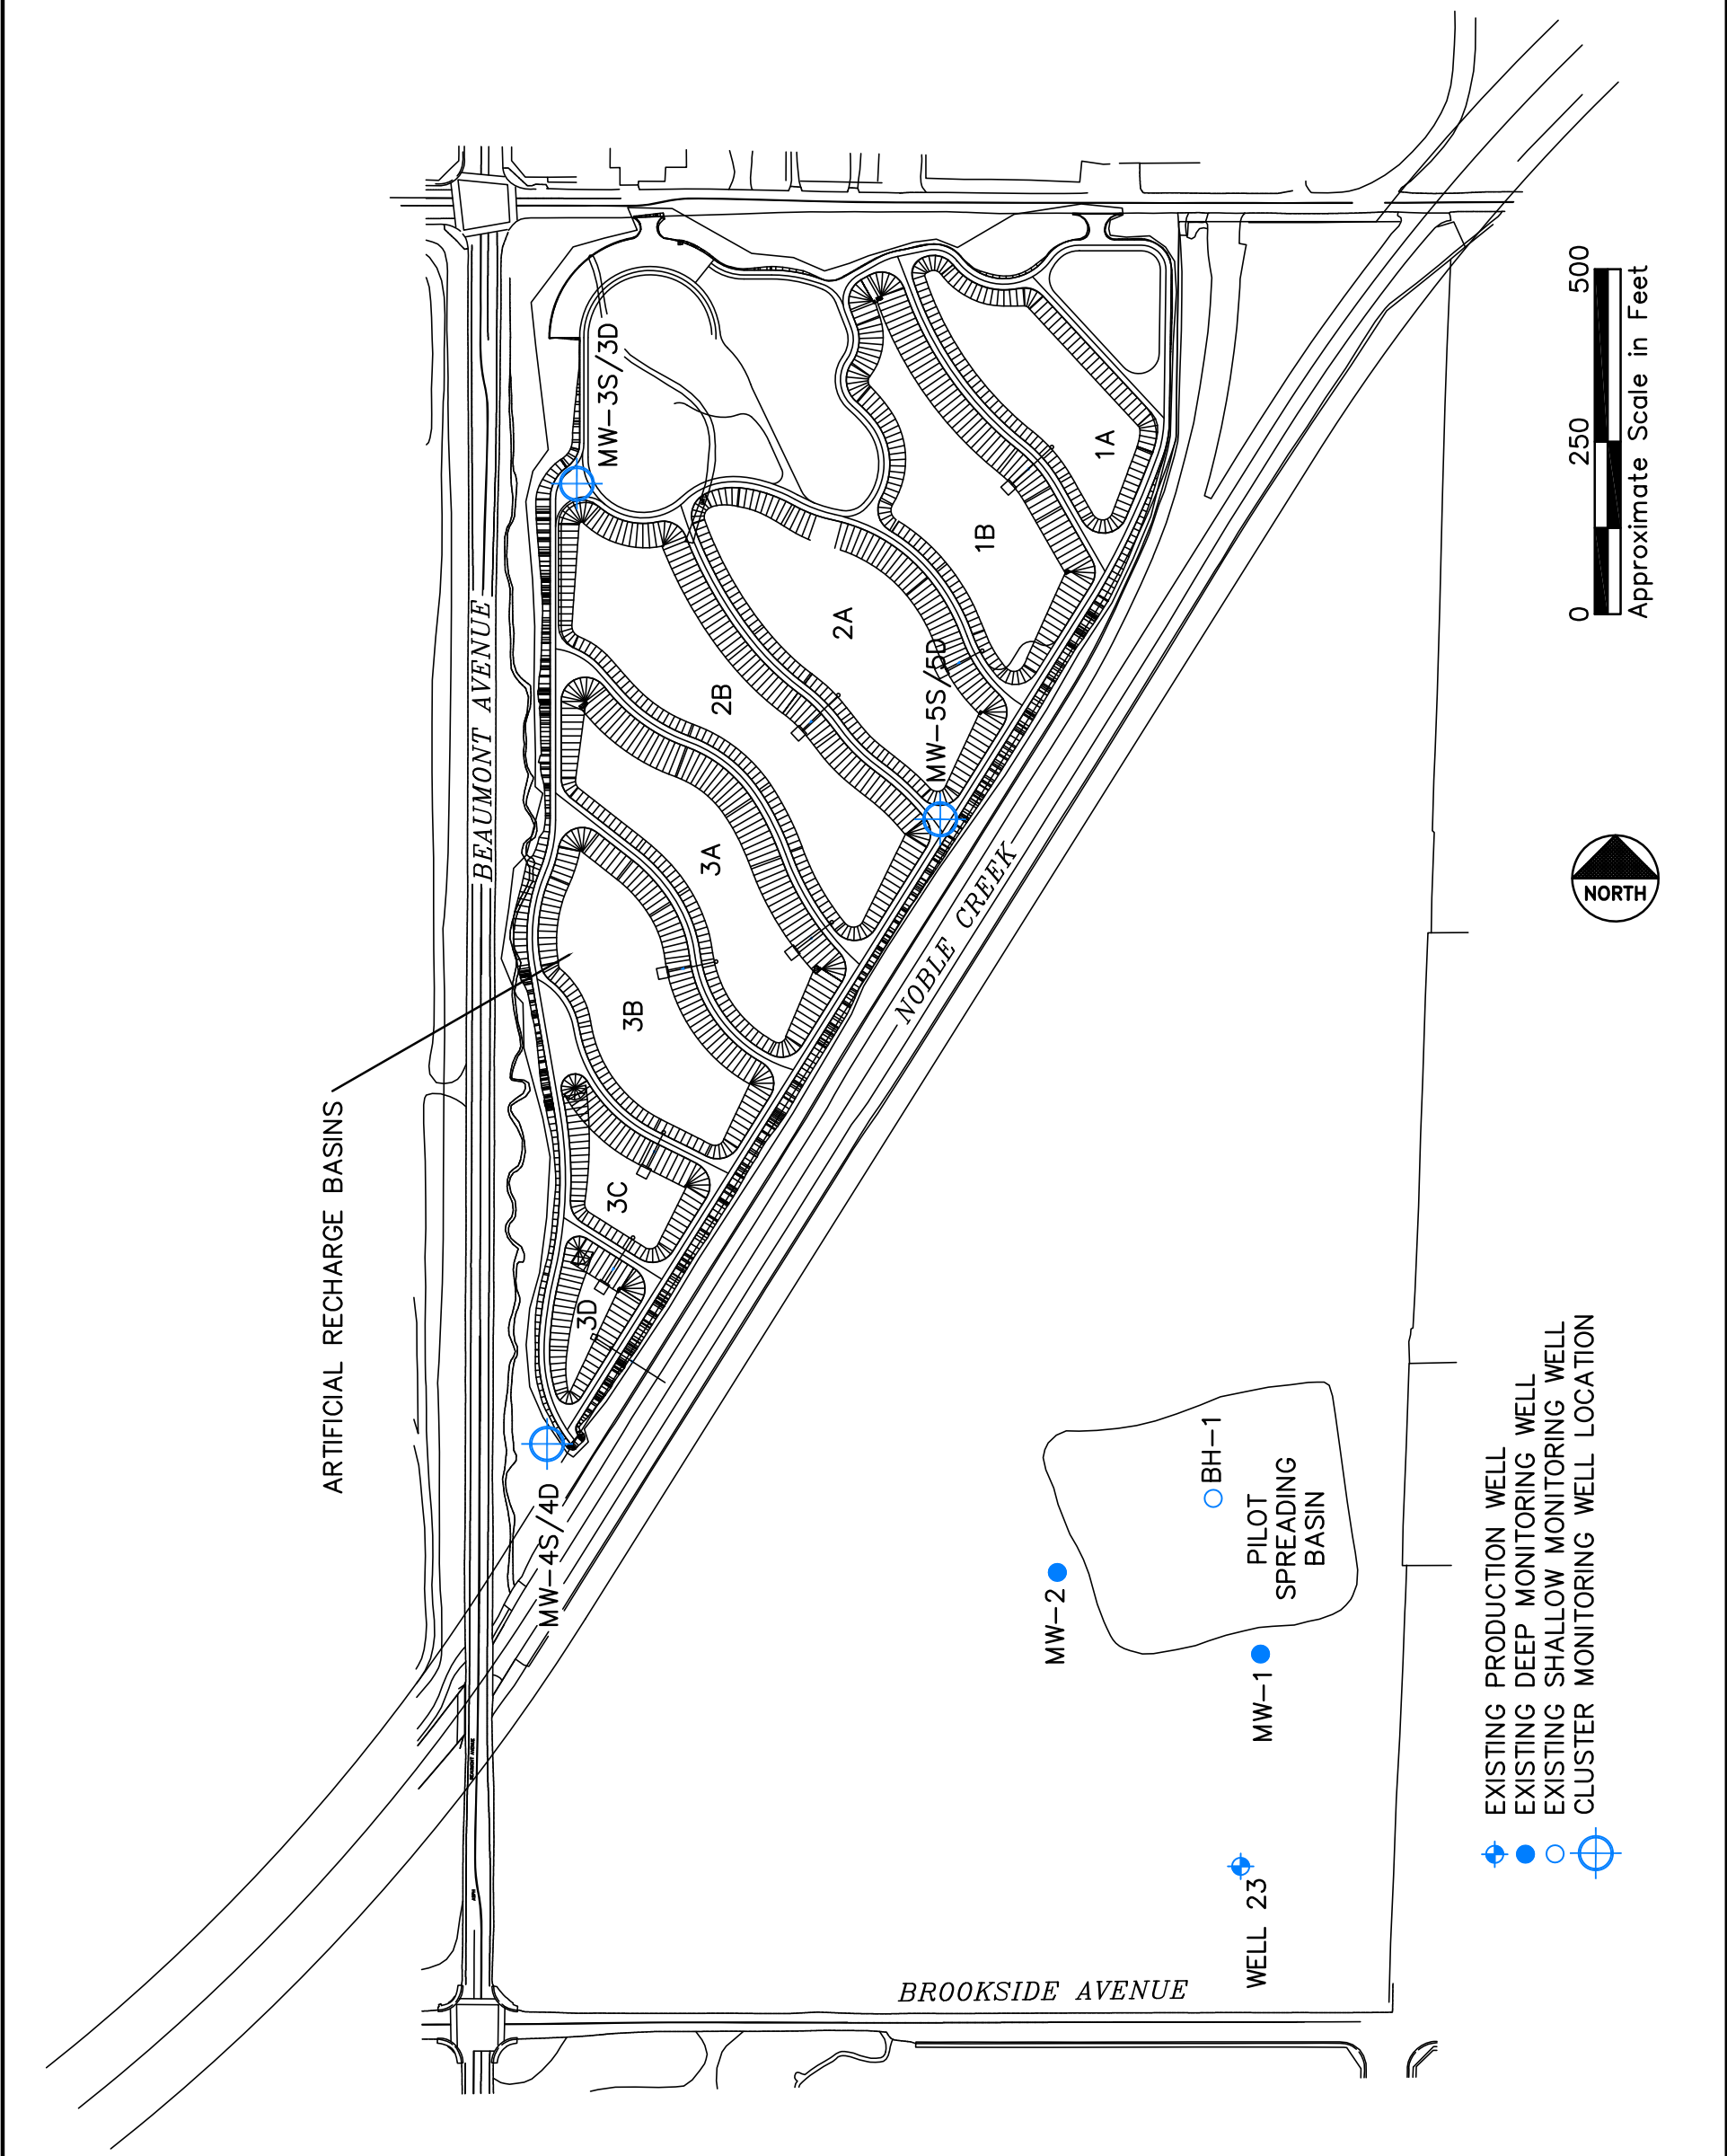 ARTIFICIAL RECHARGE BASINS
BEAUMONT AVENUE
MW-3S/3D
MW-4S/4D
MW-5S/5D
1A
1B
2A
2B
3A
3B
3C
3D
NOBLE CREEK
MW-2
BH-1
PILOT
SPREADING
BASIN
MW-1
WELL 23
BROOKSIDE AVENUE
BEAUMONT AVENUE
EXISTING PRODUCTION WELL
EXISTING DEEP MONITORING WELL
EXISTING SHALLOW MONITORING WELL
CLUSTER MONITORING WELL LOCATION
NORTH
0 250 500
Approximate Scale in Feet